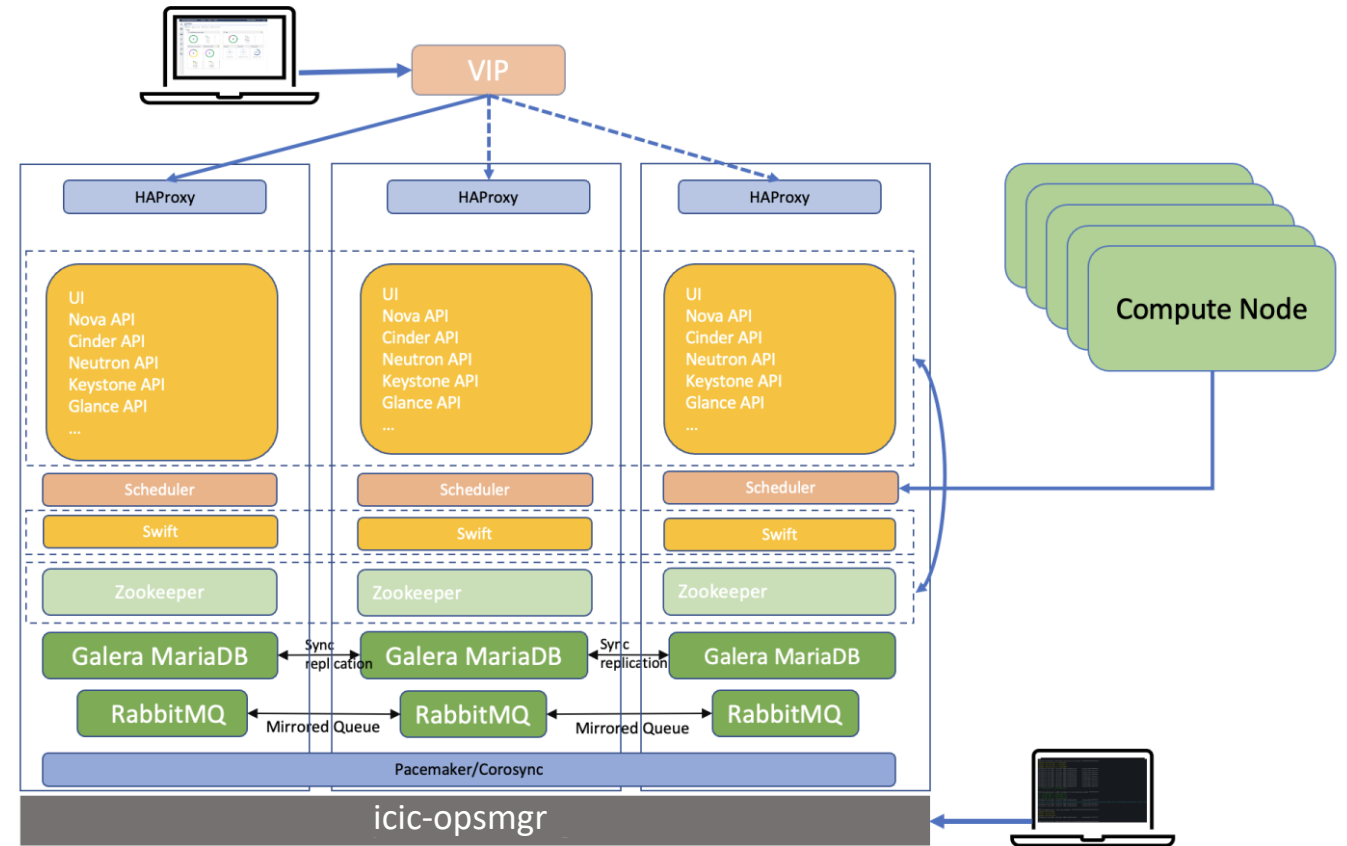 VIP
HAProxy
HAProxy
HAProxy
UI
Nova API
Cinder API
Neutron API
Keystone API
Glance API
...
UI
Nova API
Cinder API
Neutron API
Keystone API
Glance API
...
UI
Nova API
Cinder API
Neutron API
Keystone API
Glance API
...
Compute Node
Scheduler
Scheduler
Scheduler
Swift
Swift
Swift
Zookeeper
Zookeeper
Zookeeper
Galera MariaDB
Sync
replication
Galera MariaDB
Sync
replication
Galera MariaDB
RabbitMQ
Mirrored Queue
RabbitMQ
Mirrored Queue
RabbitMQ
Pacemaker/Corosync
icic-opsmgr